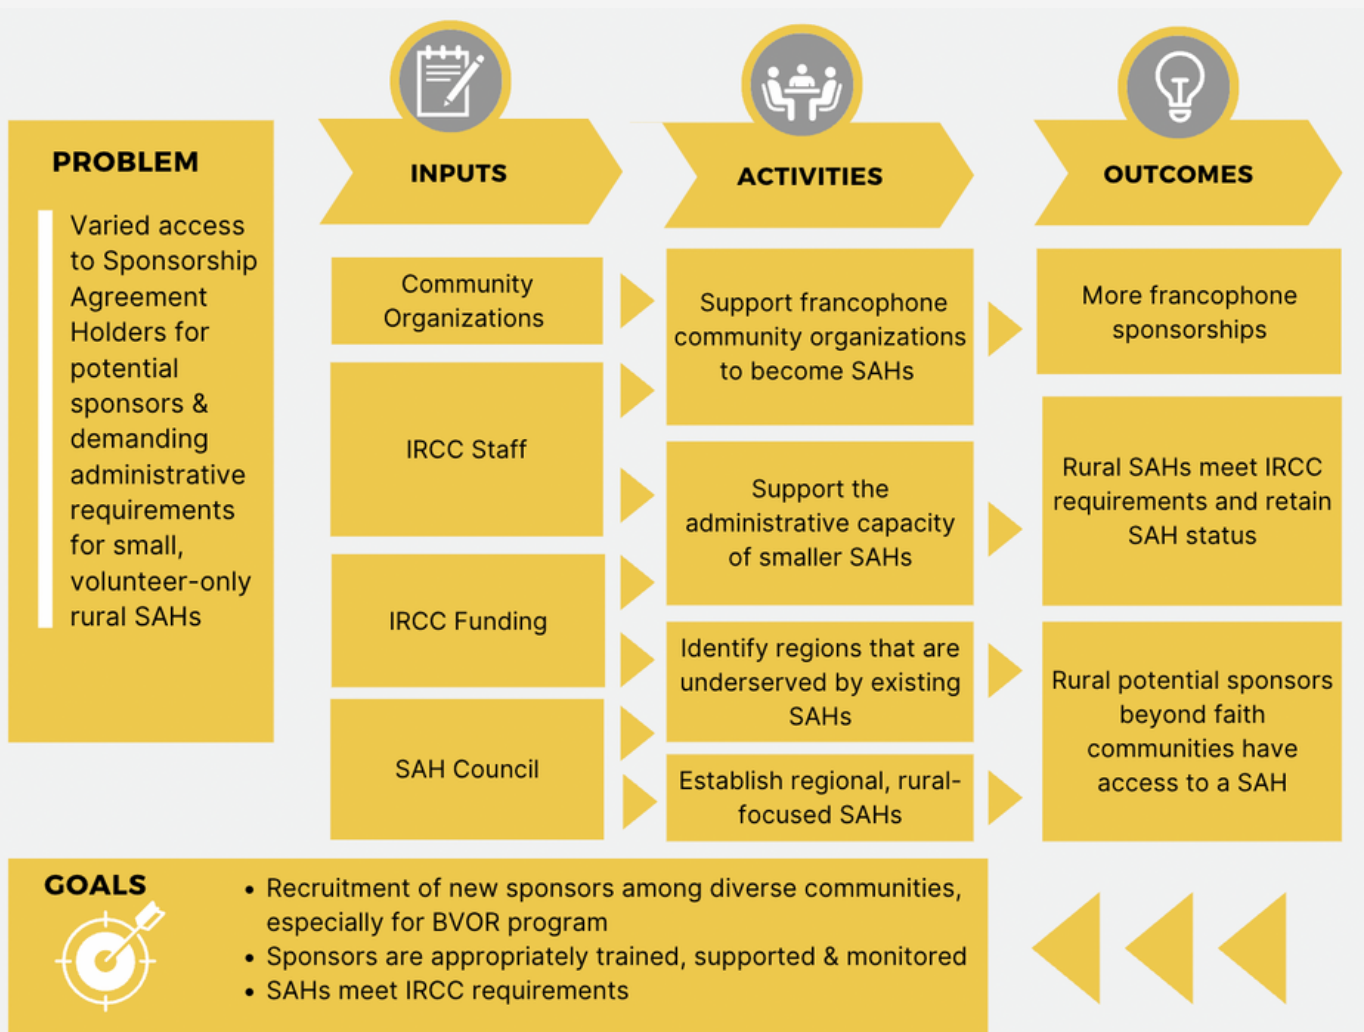 PROBLEM
Varied access
to Sponsorship
Agreement
Holders for
potential
sponsors &
demanding
administrative
requirements
for small,
volunteer-only
rural SAHs
INPUTS
Community
Organizations
IRCC Staff
IRCC Funding
SAH Council
ACTIVITIES
Support francophone
community organizations
to become SAHs
Support the
administrative capacity
of smaller SAHs
Identify regions that are
underserved by existing
SAHs
Establish regional, rural-
focused SAHs
OUTCOMES
More francophone
sponsorships
Rural SAHs meet IRCC
requirements and retain
SAH status
Rural potential sponsors
beyond faith
communities have
access to a SAH
GOALS
• Recruitment of new sponsors among diverse communities,
especially for BVOR program
• Sponsors are appropriately trained, supported & monitored
• SAHs meet IRCC requirements